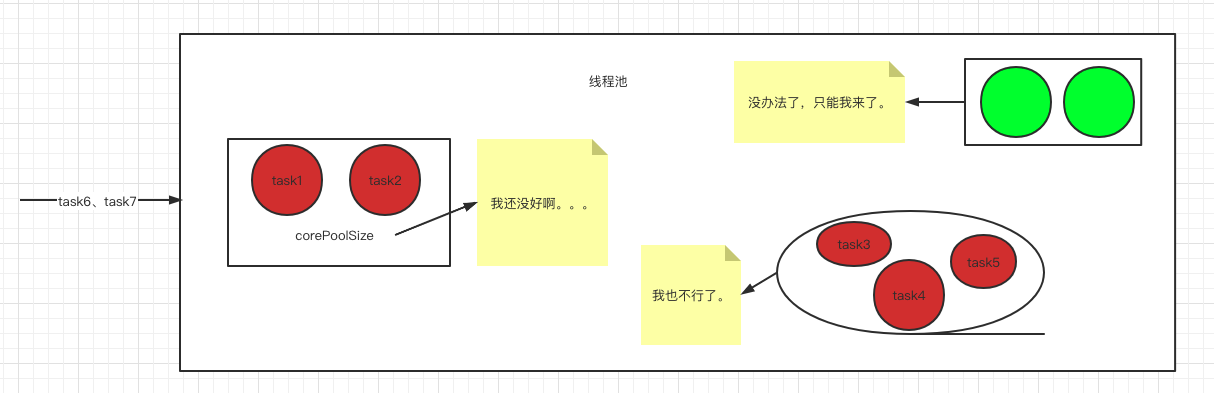 线程池
没办法了，只能我来了。
task1
task2
task6、task7
我还没好啊。。。
corePoolSize
task3
task5
task4
我也不行了。